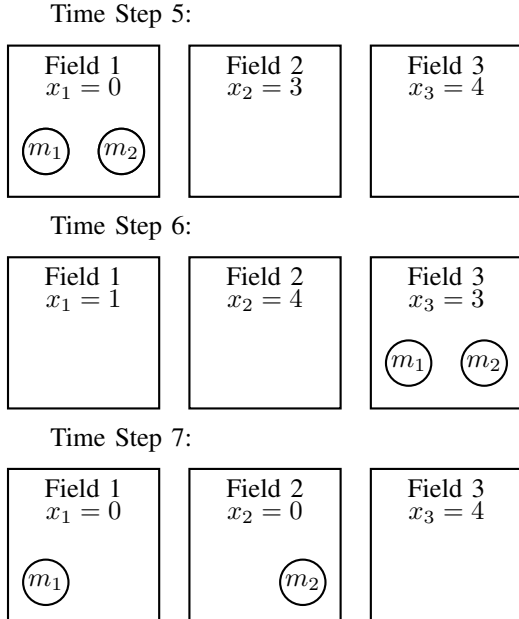 Time Step 5:
Field 1 Field 2 Field 3
x₁ = 0 x₂ = 3 x₃ = 4
m₁ m₂
Time Step 6:
Field 1 Field 2 Field 3
x₁ = 1 x₂ = 4 x₃ = 3
m₁ m₂
Time Step 7:
Field 1 Field 2 Field 3
x₁ = 0 x₂ = 0 x₃ = 4
m₁ m₂